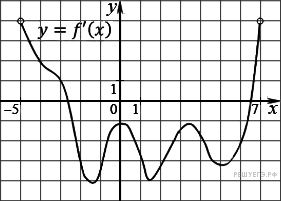 y
y = f'(x)
1
−5 0 1 7 x
РЕШУЕГЭ.РФ